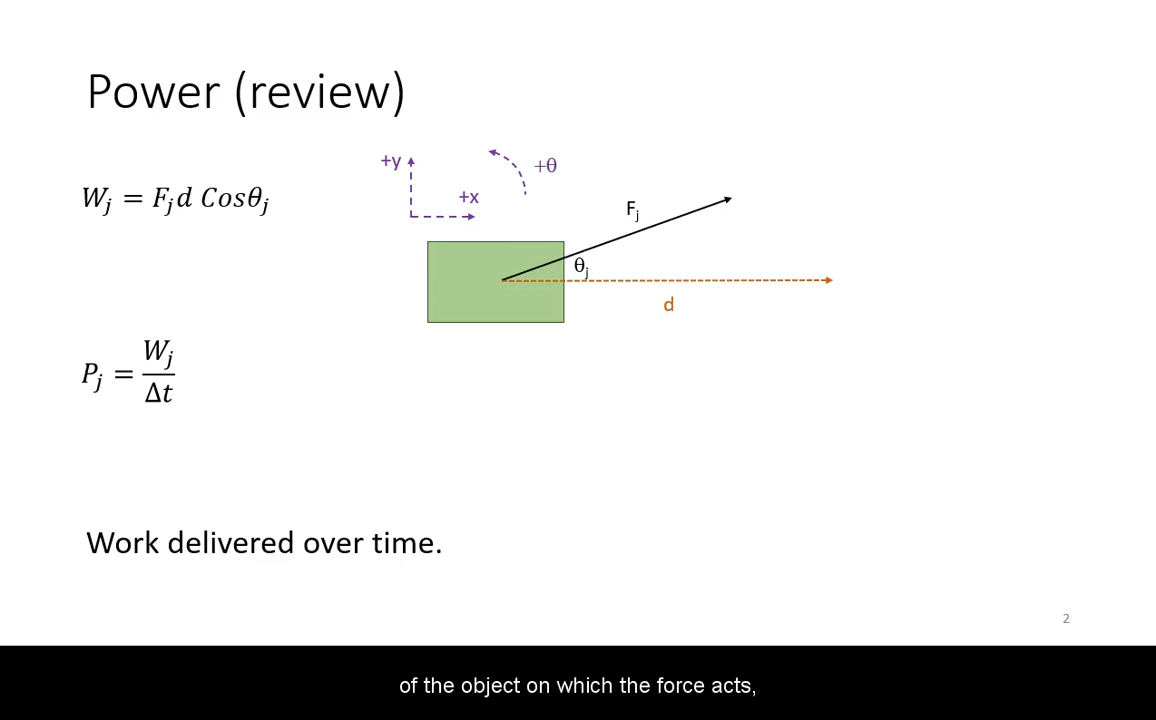 Power (review)
+y
+θ
+x
W_j = F_j d Cosθ_j
F_j
θ_j
d
P_j = W_j / Δt
Work delivered over time.
2
of the object on which the force acts,